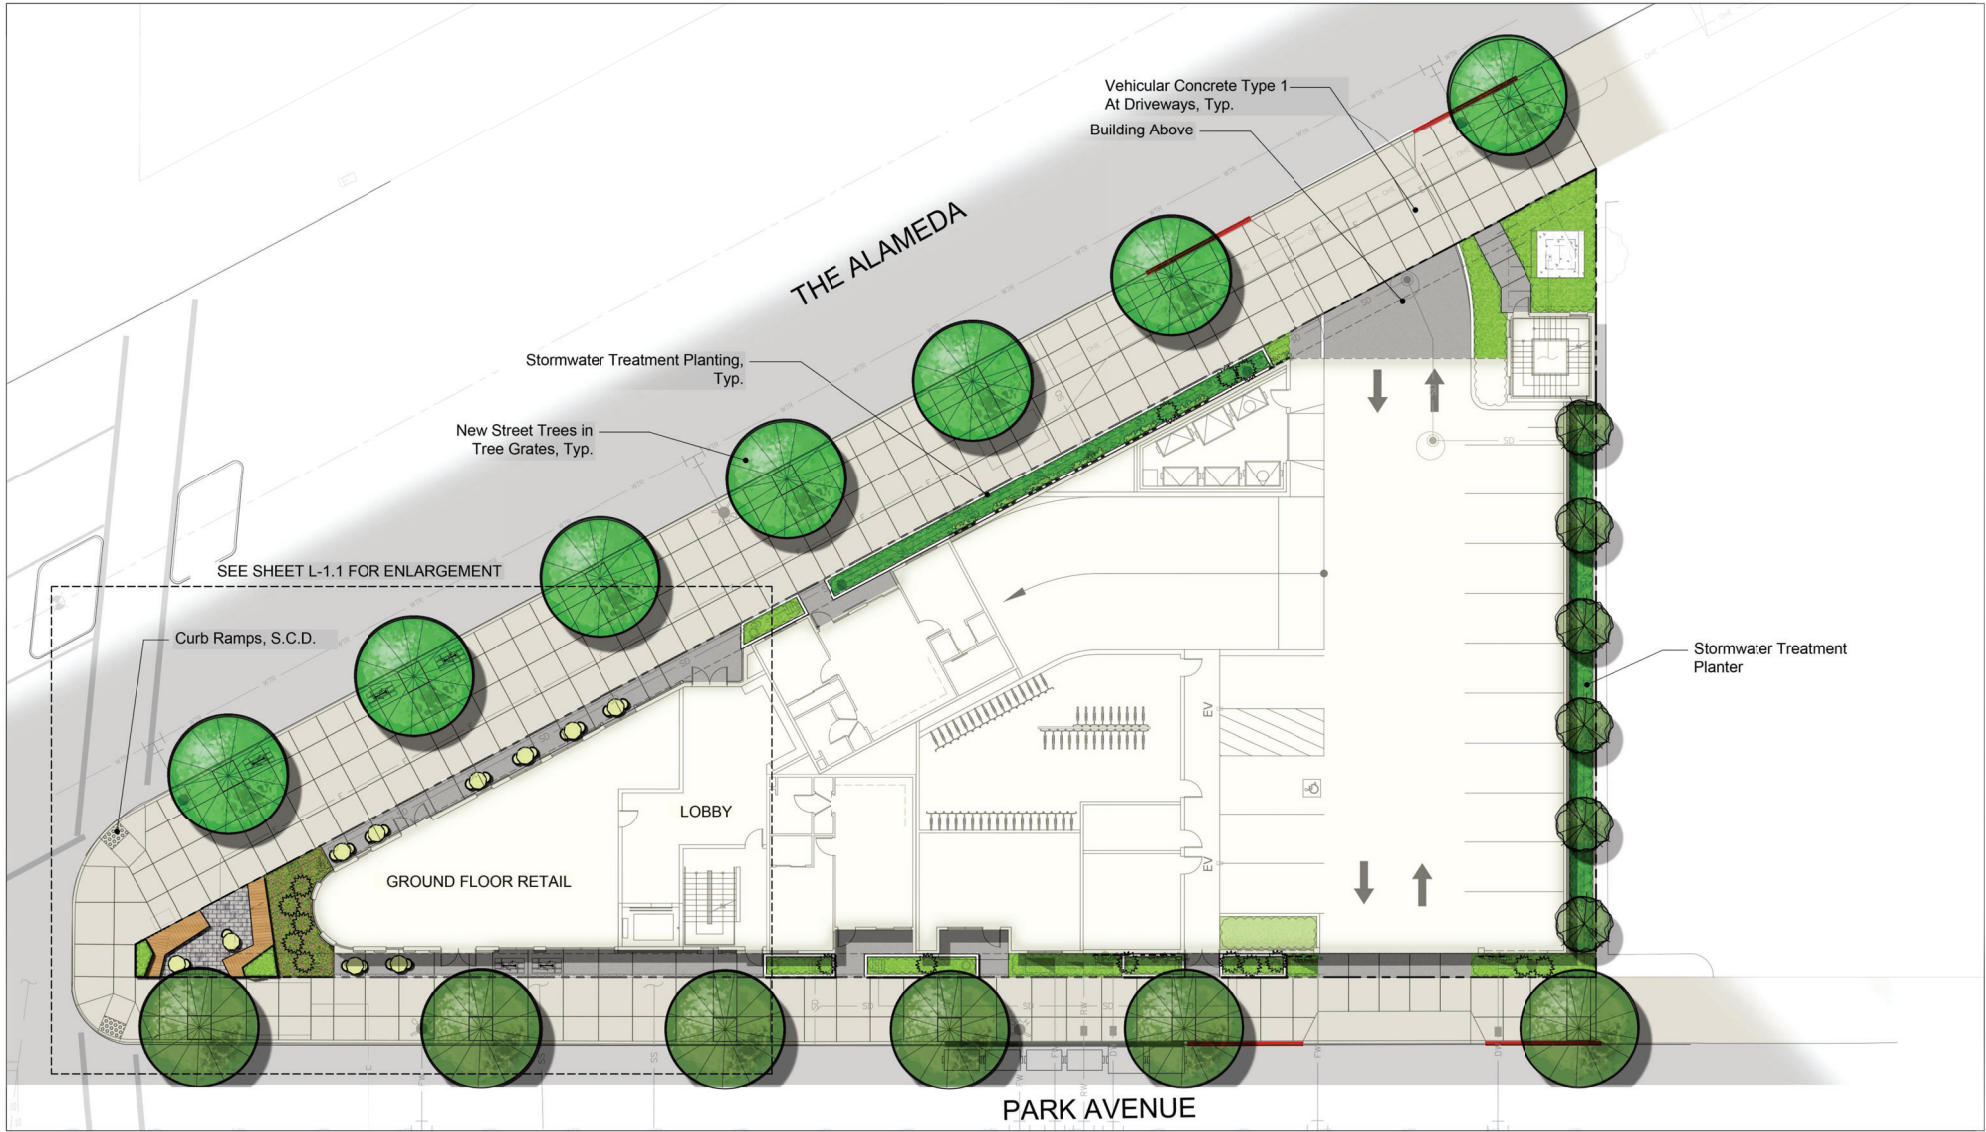 Vehicular Concrete Type 1
At Driveways, Typ.
Building Above
THE ALAMEDA
Stormwater Treatment Planting,
Typ.
New Street Trees in
Tree Grates, Typ.
SEE SHEET L-1.1 FOR ENLARGEMENT
Curb Ramps, S.C.D.
Stormwater Treatment
Planter
EV
LOBBY
GROUND FLOOR RETAIL
EV
PARK AVENUE